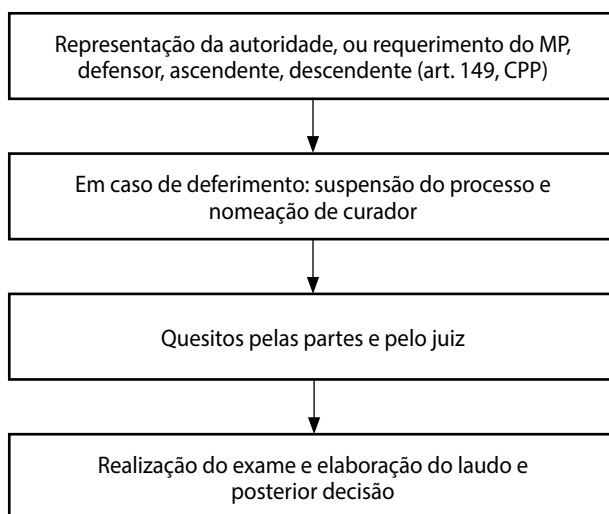 Representação da autoridade, ou requerimento do MP,
defensor, ascendente, descendente (art. 149, CPP)
Em caso de deferimento: suspensão do processo e
nomeação de curador
Quesitos pelas partes e pelo juiz
Realização do exame e elaboração do laudo e
posterior decisão